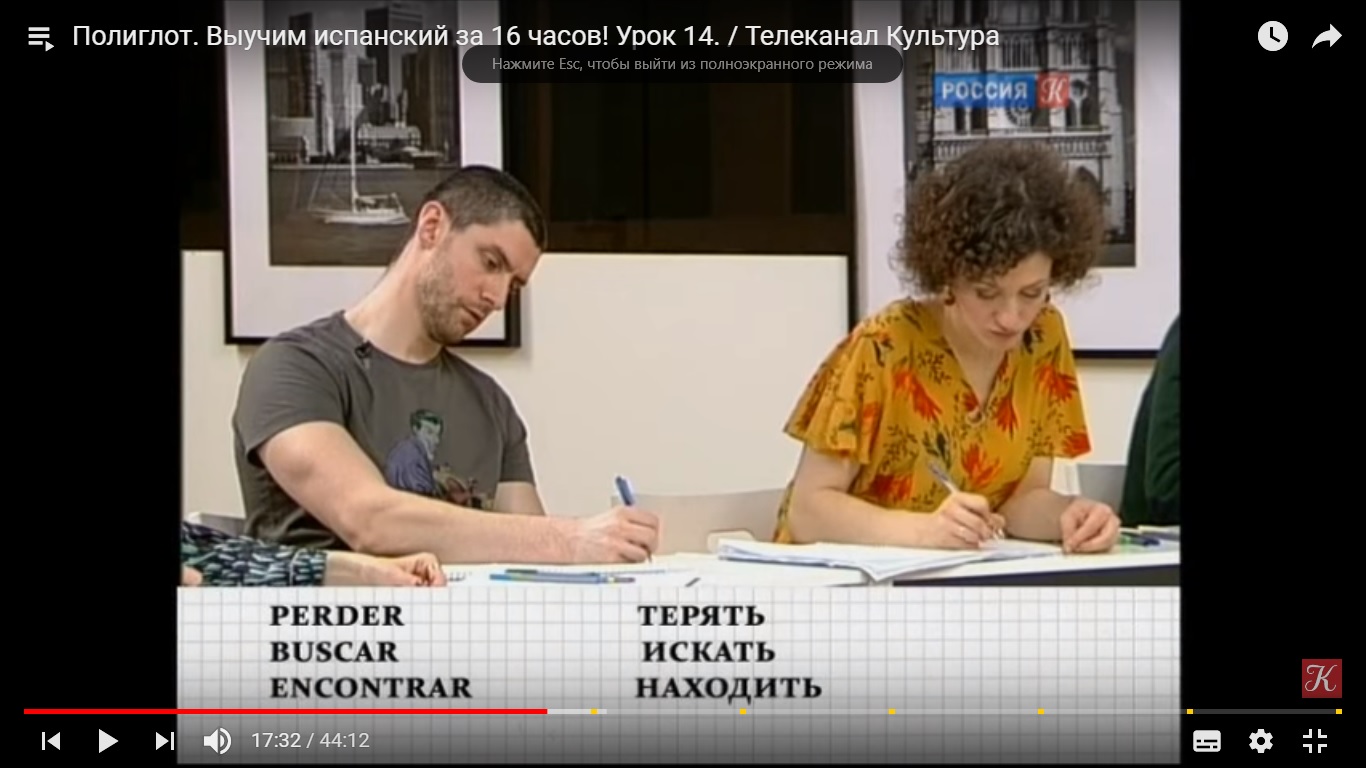 Полиглот. Выучим испанский за 16 часов! Урок 14. / Телеканал Культура
Нажмите Esc, чтобы выйти из полноэкранного режима
РОССИЯ К
PERDER ТЕРЯТЬ
BUSCAR ИСКАТЬ
ENCONTRAR НАХОДИТЬ
К
17:32 / 44:12